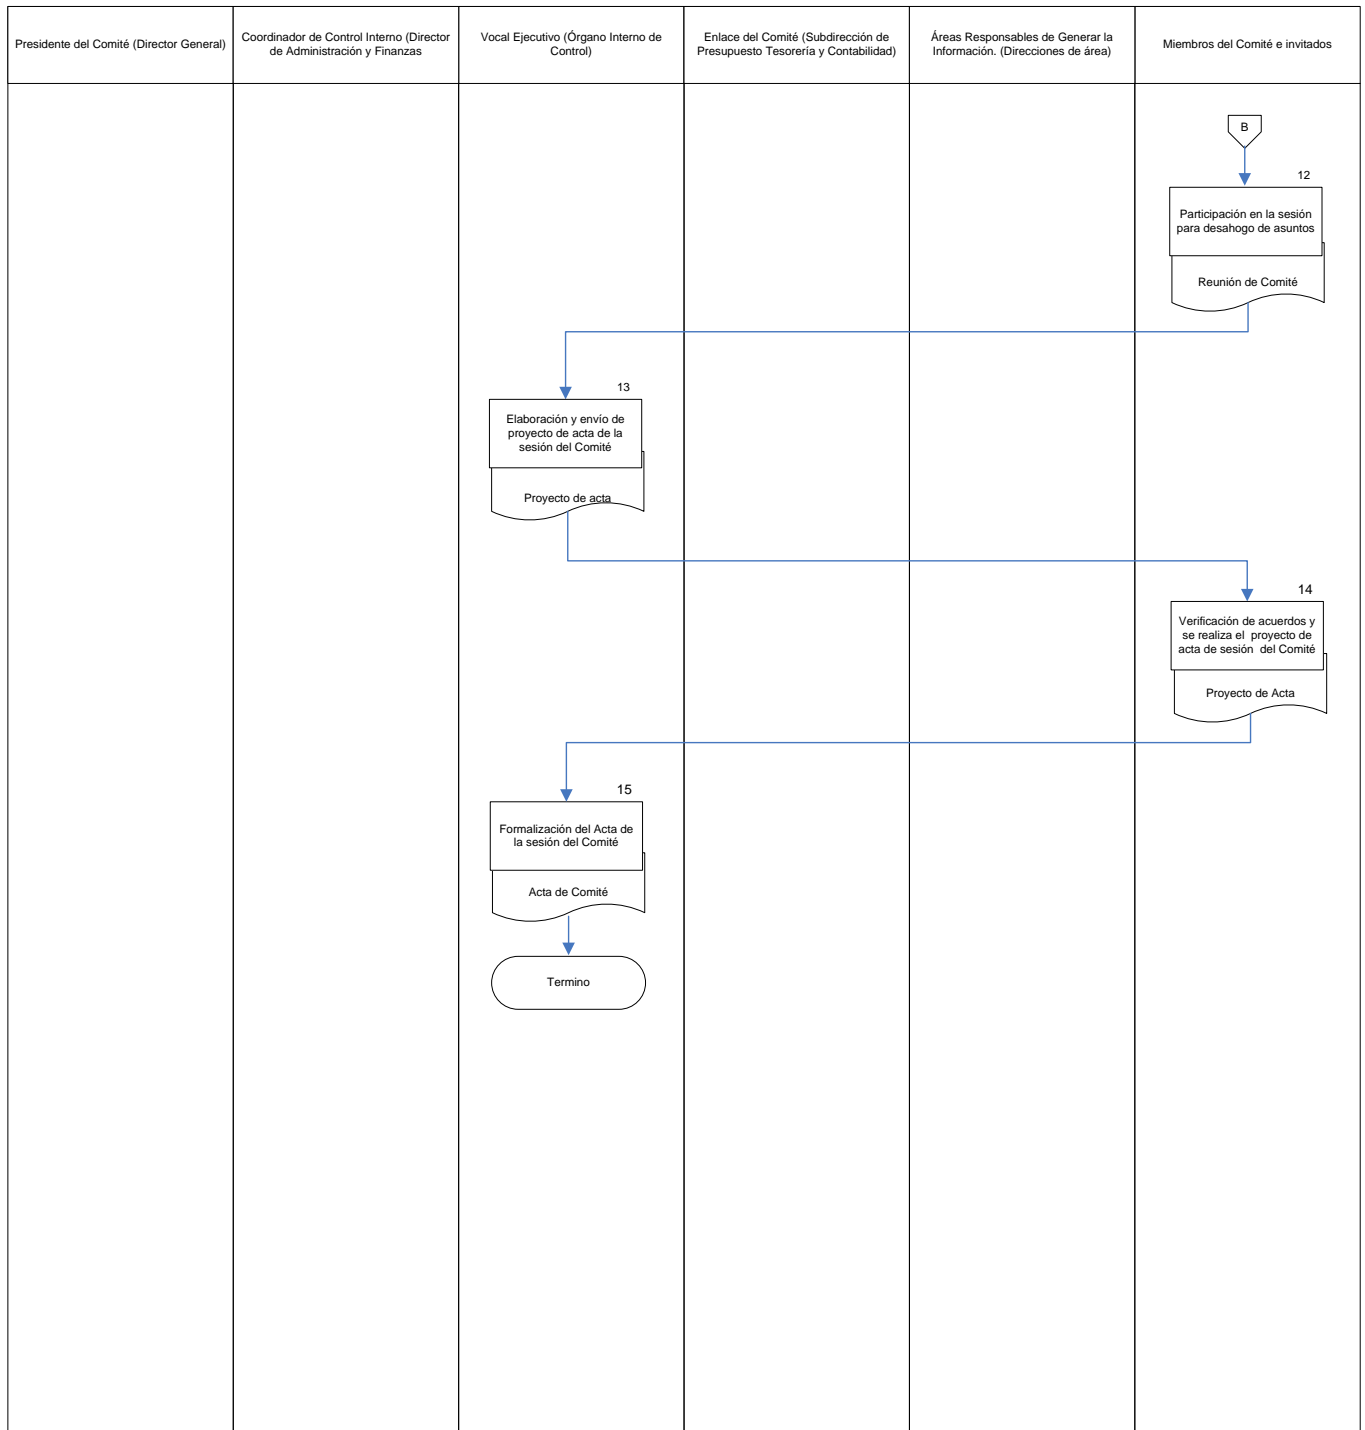 Presidente del Comité (Director General)
Coordinador de Control Interno (Director
de Administración y Finanzas
Vocal Ejecutivo (Órgano Interno de
Control)
Enlace del Comité (Subdirección de
Presupuesto Tesorería y Contabilidad)
Áreas Responsables de Generar la
Información. (Direcciones de área)
Miembros del Comité e invitados
B
12
Participación en la sesión
para desahogo de asuntos
Reunión de Comité
13
Elaboración y envío de
proyecto de acta de la
sesión del Comité
Proyecto de acta
14
Verificación de acuerdos y
se realiza el  proyecto de
acta de sesión  del Comité
Proyecto de Acta
15
Formalización del Acta de
la sesión del Comité
Acta de Comité
Termino